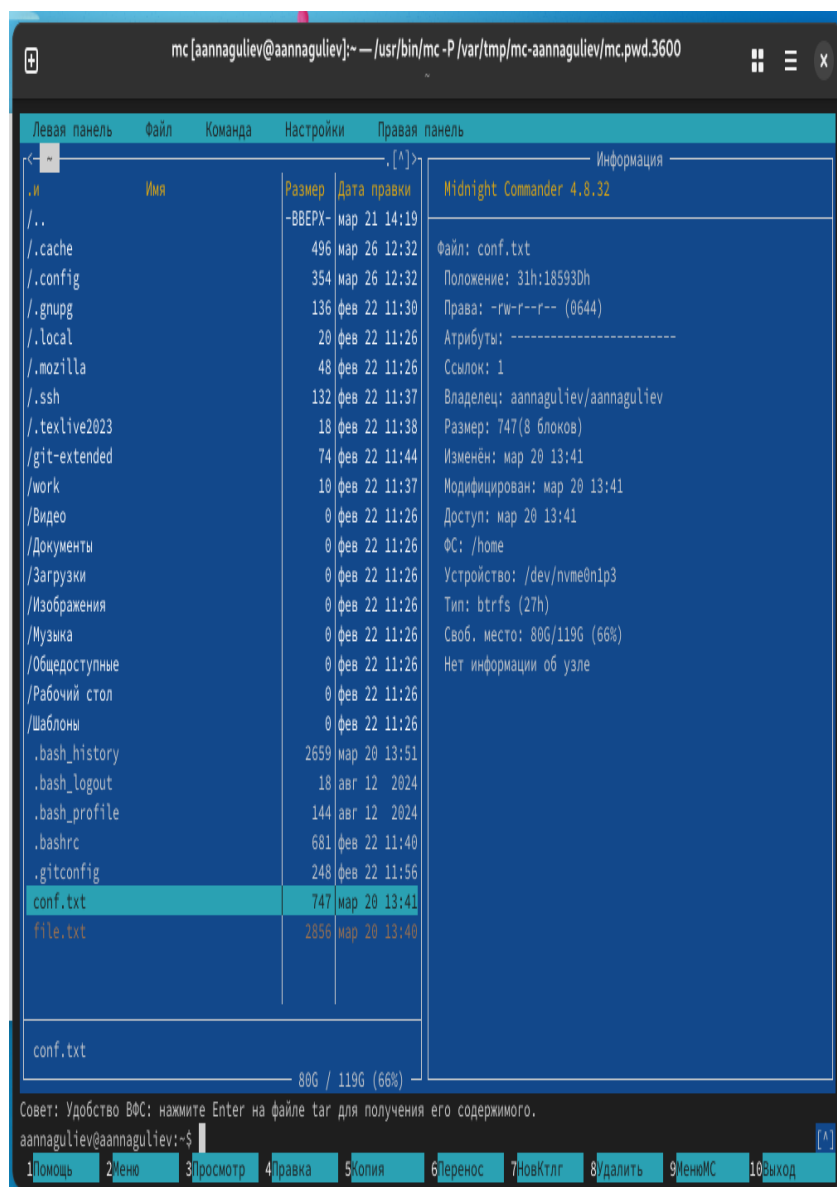 mc [aannaguliev@aannaguliev]:~ — /usr/bin/mc -P /var/tmp/mc-aannaguliev/mc.pwd.3600
~
Левая панель Файл Команда Настройки Правая панель
<- ~ .[^]>
.и Имя Размер Дата правки
/.. -ВВЕРХ- мар 21 14:19
/.cache 496 мар 26 12:32
/.config 354 мар 26 12:32
/.gnupg 136 фев 22 11:30
/.local 20 фев 22 11:26
/.mozilla 48 фев 22 11:26
/.ssh 132 фев 22 11:37
/.texlive2023 18 фев 22 11:38
/git-extended 74 фев 22 11:44
/work 10 фев 22 11:37
/Видео 0 фев 22 11:26
/Документы 0 фев 22 11:26
/Загрузки 0 фев 22 11:26
/Изображения 0 фев 22 11:26
/Музыка 0 фев 22 11:26
/Общедоступные 0 фев 22 11:26
/Рабочий стол 0 фев 22 11:26
/Шаблоны 0 фев 22 11:26
.bash_history 2659 мар 20 13:51
.bash_logout 18 авг 12 2024
.bash_profile 144 авг 12 2024
.bashrc 681 фев 22 11:40
.gitconfig 248 фев 22 11:56
conf.txt 747 мар 20 13:41
file.txt 2856 мар 20 13:40
conf.txt
80G / 119G (66%)
Информация
Midnight Commander 4.8.32
Файл: conf.txt
Положение: 31h:18593Dh
Права: -rw-r--r-- (0644)
Атрибуты: -------------------------
Ссылок: 1
Владелец: aannaguliev/aannaguliev
Размер: 747(8 блоков)
Изменён: мар 20 13:41
Модифицирован: мар 20 13:41
Доступ: мар 20 13:41
ФС: /home
Устройство: /dev/nvme0n1p3
Тип: btrfs (27h)
Своб. место: 80G/119G (66%)
Нет информации об узле
Совет: Удобство ВФС: нажмите Enter на файле tar для получения его содержимого.
aannaguliev@aannaguliev:~$ [^]
1Помощь 2Меню 3Просмотр 4Правка 5Копия 6Перенос 7НовКтлг 8Удалить 9МенюМС 10Выход